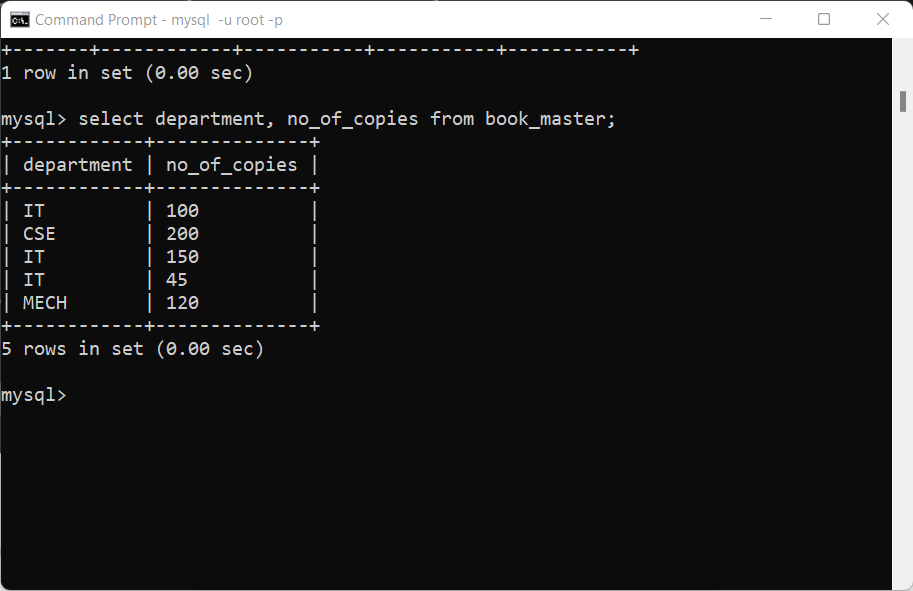 Command Prompt - mysql  -u root -p
+-------+------------+-----------+-----------+-----------+
1 row in set (0.00 sec)
mysql> select department, no_of_copies from book_master;
+------------+--------------+
| department | no_of_copies |
+------------+--------------+
| IT         | 100          |
| CSE        | 200          |
| IT         | 150          |
| IT         | 45           |
| MECH       | 120          |
+------------+--------------+
5 rows in set (0.00 sec)
mysql>